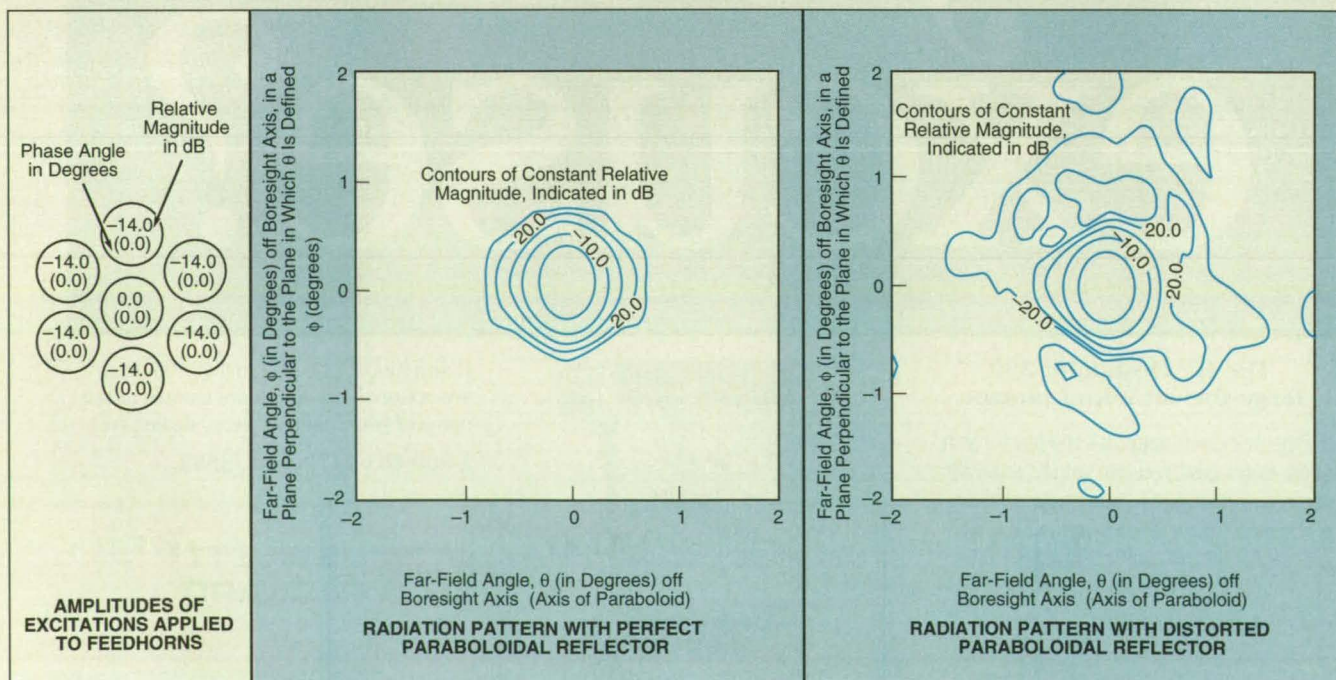 Relative
Magnitude
in dB
Phase Angle
in Degrees
−14.0
(0.0)
−14.0
(0.0)
−14.0
(0.0)
0.0
(0.0)
−14.0
(0.0)
−14.0
(0.0)
−14.0
(0.0)
AMPLITUDES OF
EXCITATIONS APPLIED
TO FEEDHORNS
Far-Field Angle, ϕ (in Degrees) off Boresight Axis, in a
Plane Perpendicular to the Plane in Which θ Is Defined
ϕ (degrees)
2
1
0
−1
−2
Contours of Constant Relative
Magnitude, Indicated in dB
−20.0
−10.0
−20.0
−2
−1
0
1
2
Far-Field Angle, θ (in Degrees) off
Boresight Axis (Axis of Paraboloid)
RADIATION PATTERN WITH PERFECT
PARABOLOIDAL REFLECTOR
Far-Field Angle, ϕ (in Degrees) off Boresight Axis, in a
Plane Perpendicular to the Plane in Which θ Is Defined
2
1
0
−1
−2
Contours of Constant
Relative Magnitude,
Indicated in dB
20.0
−10.0
20.0
−20.0
−2
−1
0
1
2
Far-Field Angle, θ (in Degrees) off
Boresight Axis (Axis of Paraboloid)
RADIATION PATTERN WITH DISTORTED
PARABOLOIDAL REFLECTOR